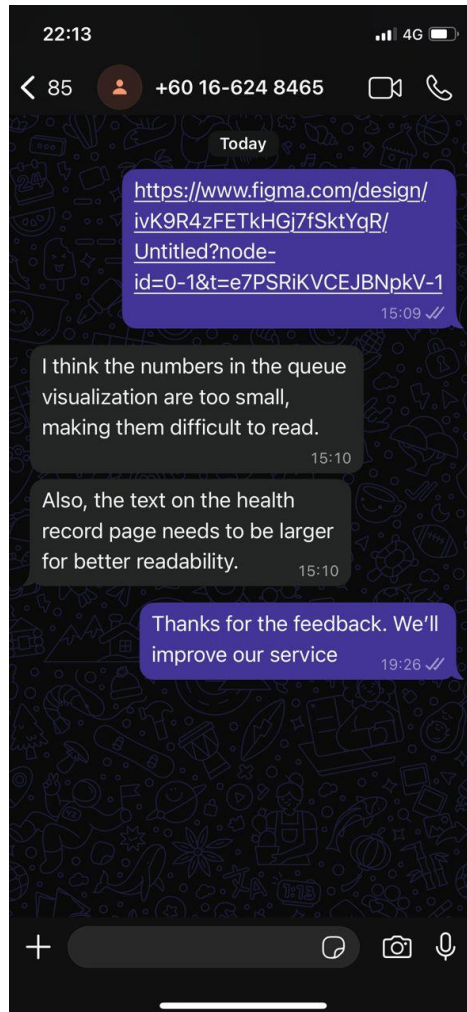 22:13
4G
85
+60 16-624 8465
Today
https://www.figma.com/design/
ivK9R4zFETkHGj7fSktYqR/
Untitled?node-
id=0-1&t=e7PSRiKVCEJBNpkV-1
15:09
I think the numbers in the queue
visualization are too small,
making them difficult to read.
15:10
Also, the text on the health
record page needs to be larger
for better readability.
15:10
Thanks for the feedback. We’ll
improve our service
19:26